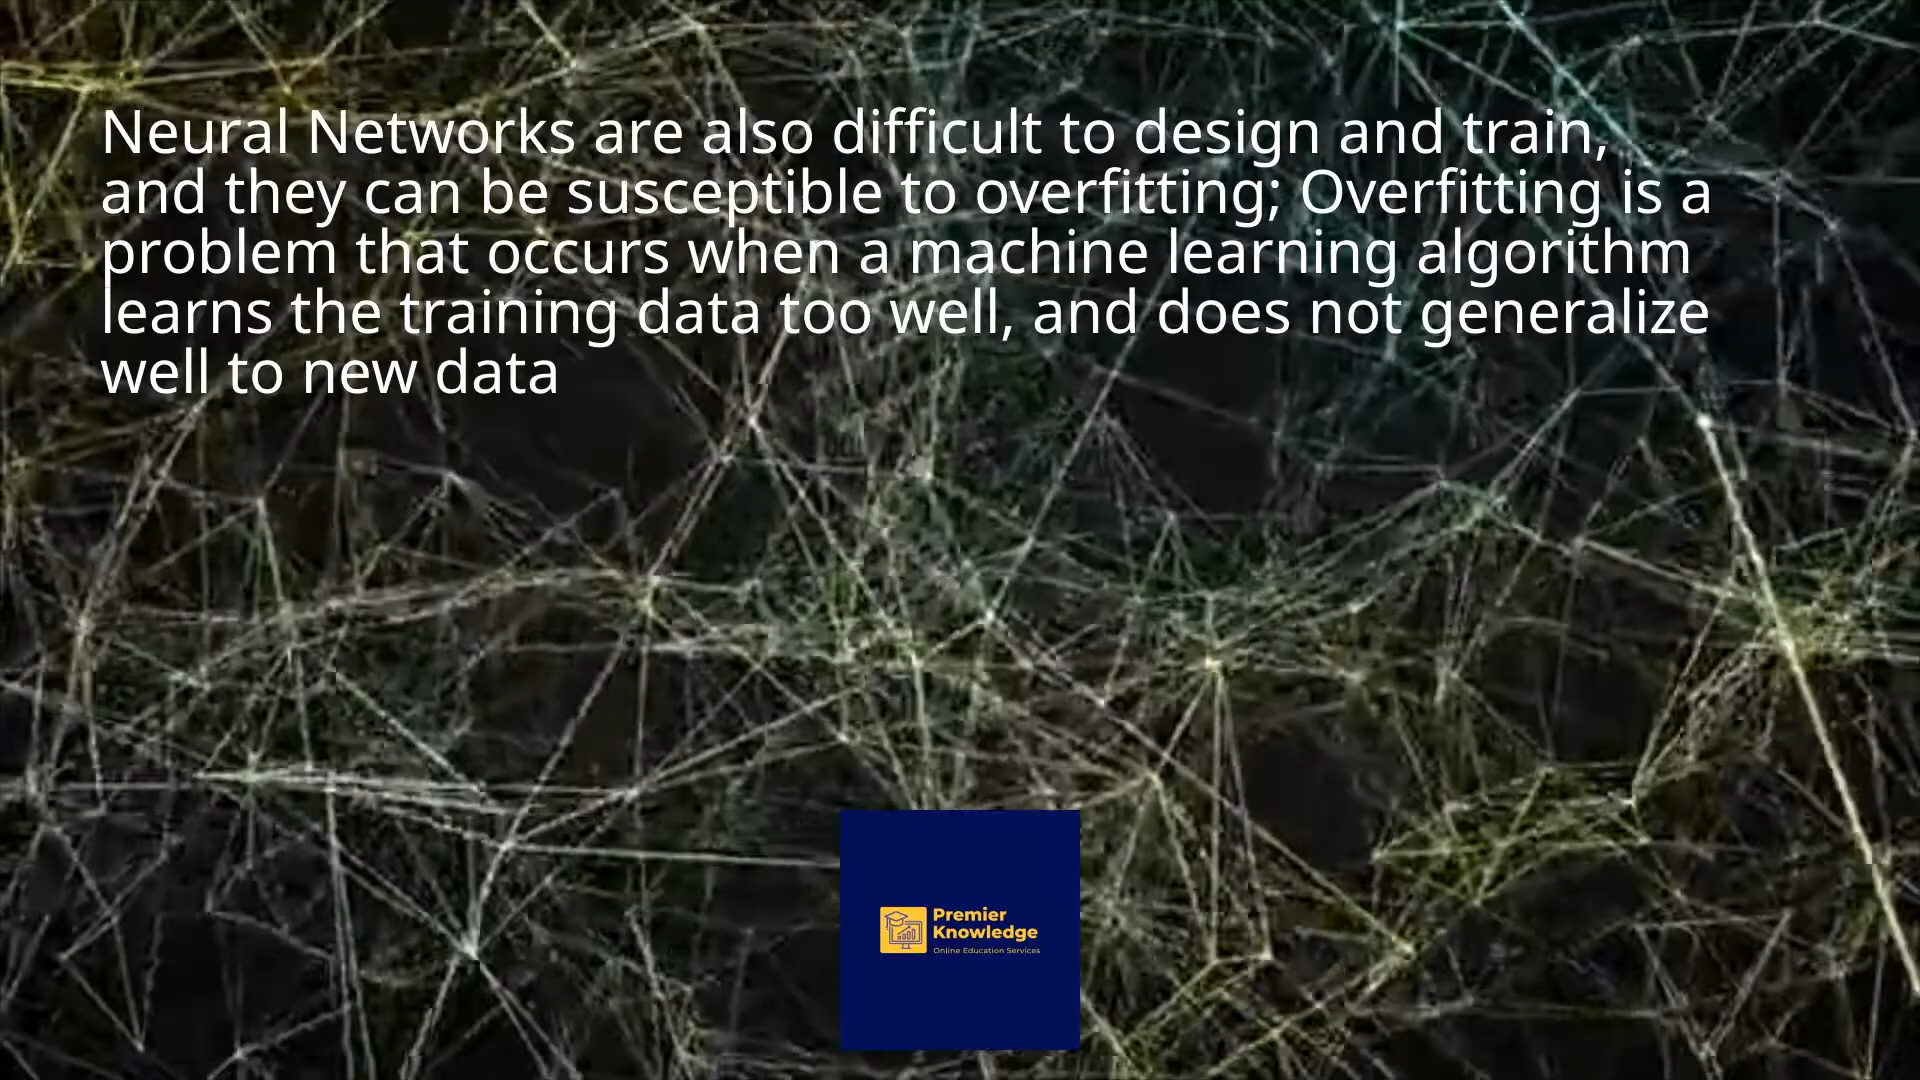 Neural Networks are also difficult to design and train,
and they can be susceptible to overfitting; Overfitting is a
problem that occurs when a machine learning algorithm
learns the training data too well, and does not generalize
well to new data
Premier
Knowledge
Online Education Services